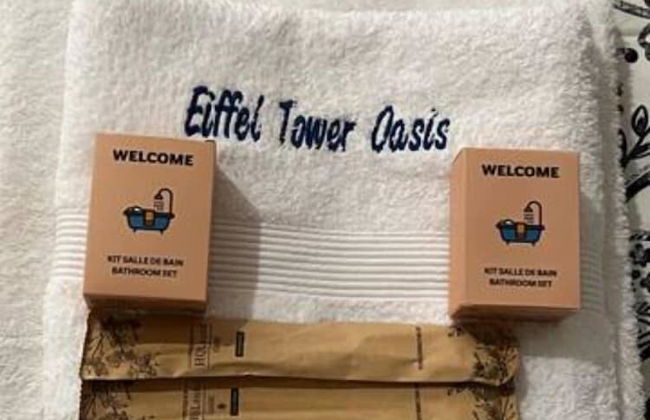 Eiffel Tower Oasis
WELCOME
KIT SALLE DE BAIN
BATHROOM SET
WELCOME
KIT SALLE DE BAIN
BATHROOM SET